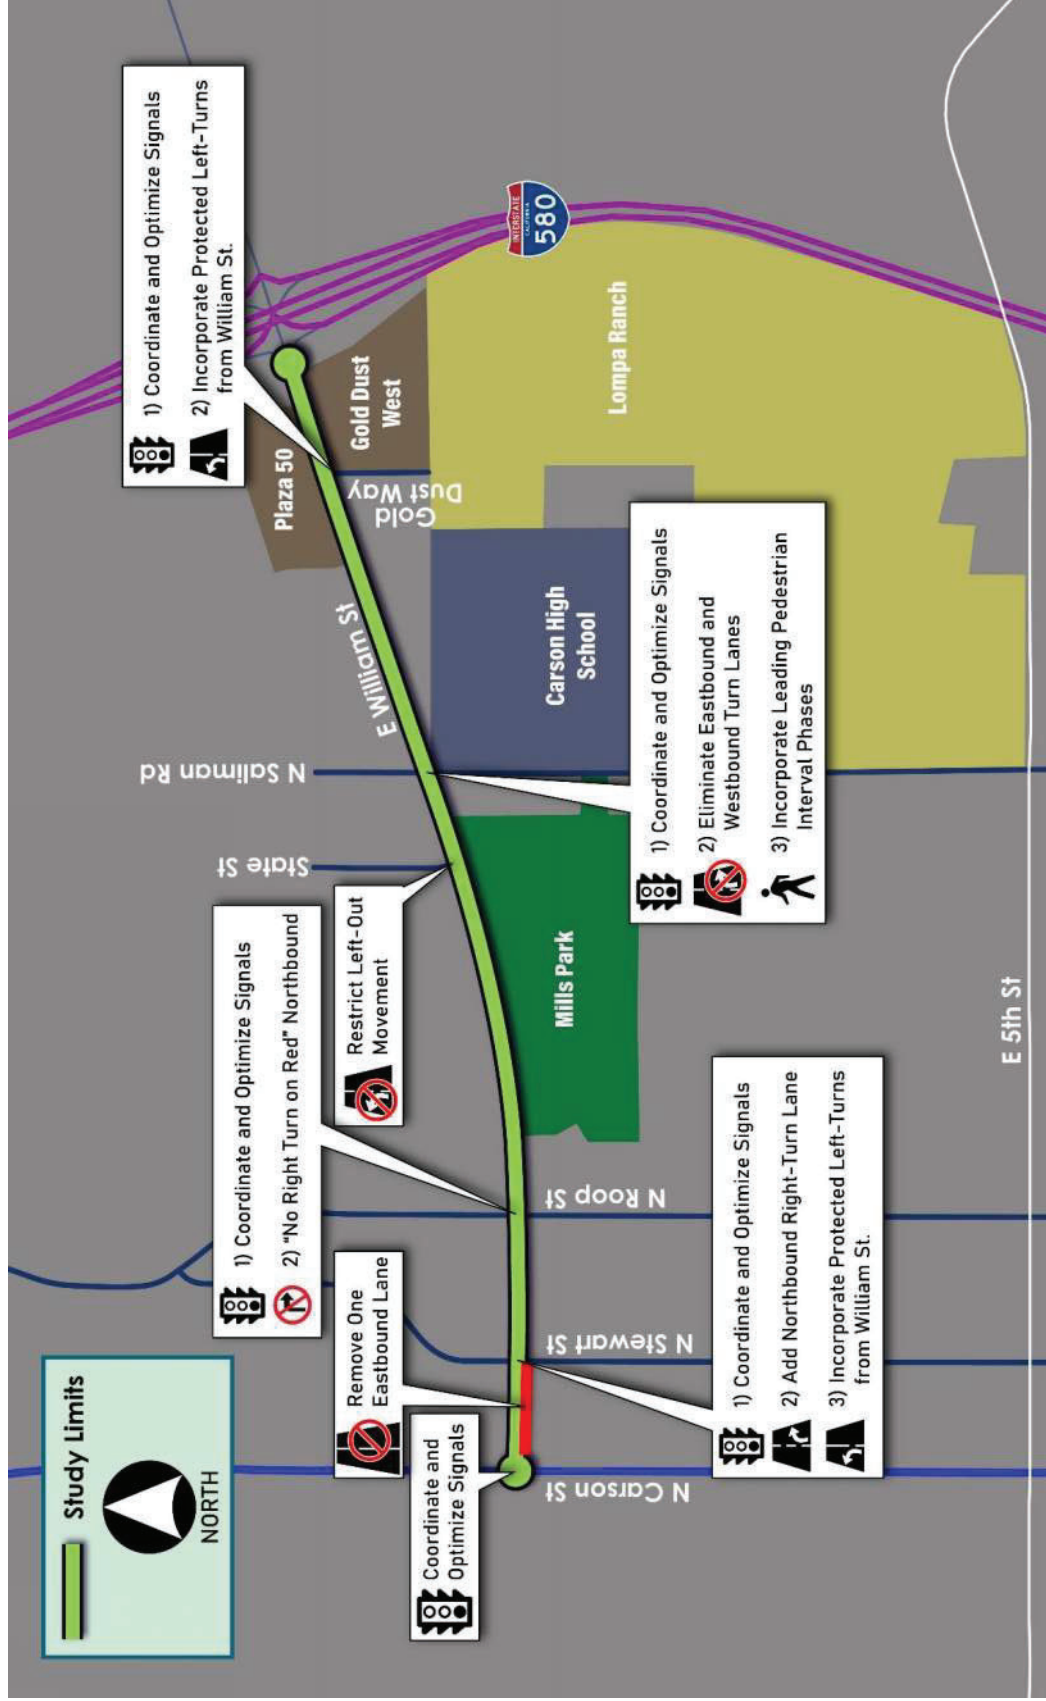 Study Limits
NORTH
Coordinate and
Optimize Signals
Remove One
Eastbound Lane
1) Coordinate and Optimize Signals
2) “No Right Turn on Red” Northbound
Restrict Left-Out
Movement
1) Coordinate and Optimize Signals
2) Incorporate Protected Left-Turns
from William St.
N Carson St
N Stewart St
N Roop St
State St
N Saliman Rd
E William St
Gold
Dust Way
Plaza 50
Gold Dust
West
INTERSTATE
CALIFORNIA
580
Mills Park
Carson High
School
Lompa Ranch
1) Coordinate and Optimize Signals
2) Add Northbound Right-Turn Lane
3) Incorporate Protected Left-Turns
from William St.
1) Coordinate and Optimize Signals
2) Eliminate Eastbound and
Westbound Turn Lanes
3) Incorporate Leading Pedestrian
Interval Phases
E 5th St